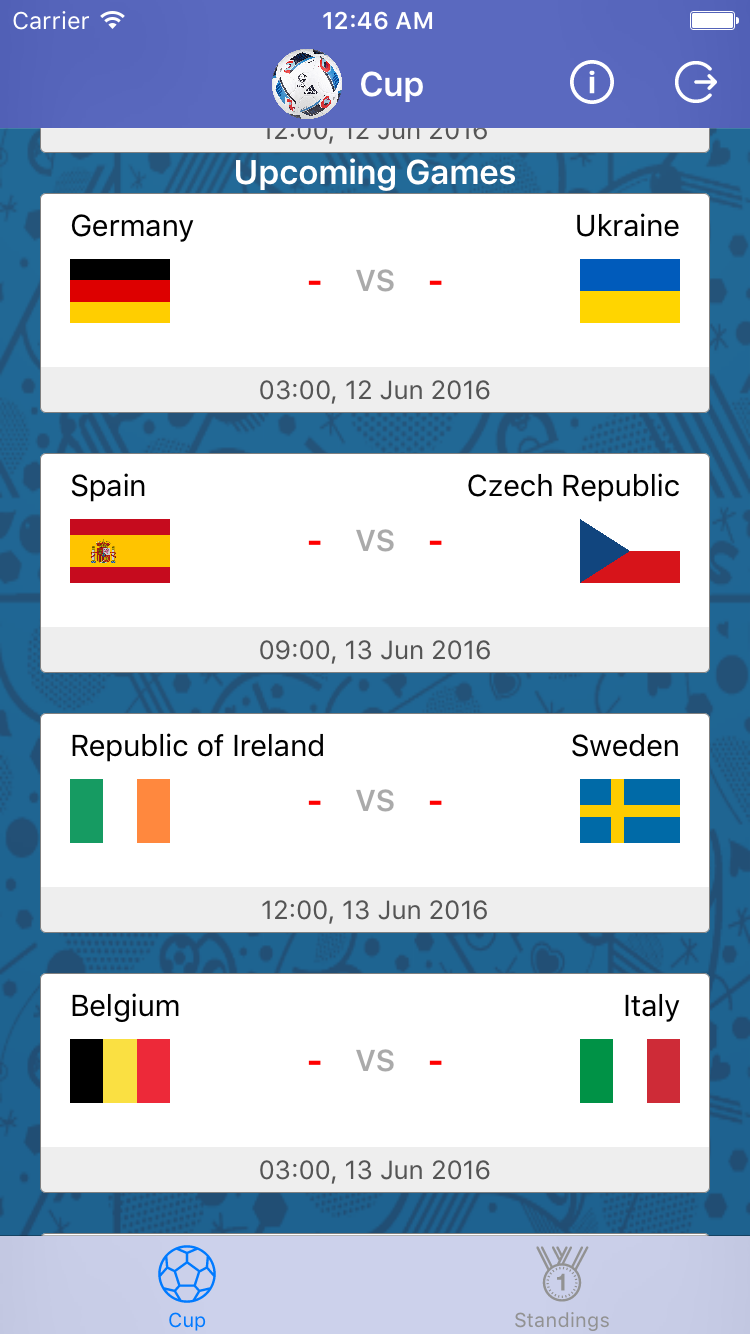 Carrier 12:46 AM
Cup
12:00, 12 Jun 2016
Upcoming Games
Germany Ukraine
- VS -
03:00, 12 Jun 2016
Spain Czech Republic
- VS -
09:00, 13 Jun 2016
Republic of Ireland Sweden
- VS -
12:00, 13 Jun 2016
Belgium Italy
- VS -
03:00, 13 Jun 2016
1
Cup Standings